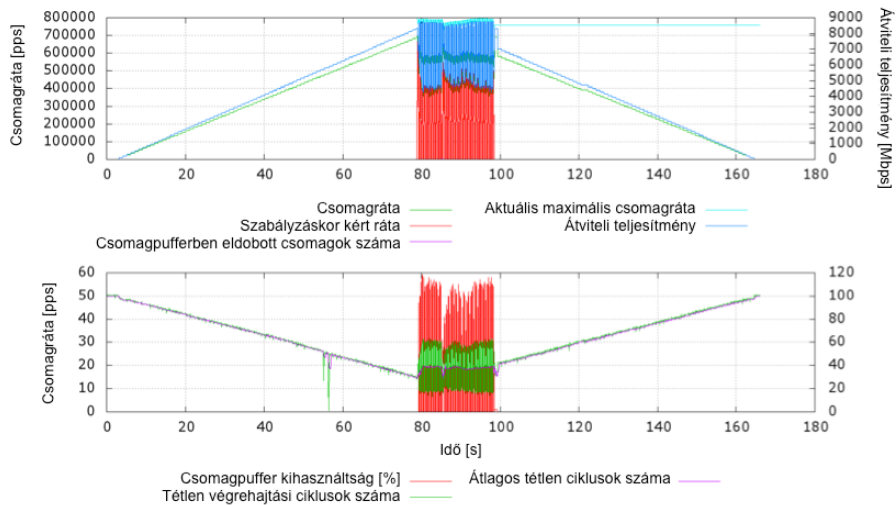 Csomagráta [pps]
800000
700000
600000
500000
400000
300000
200000
100000
0
0 20 40 60 80 100 120 140 160 180
9000
8000
7000
6000
5000
4000
3000
2000
1000
0
Átviteli teljesítmény [Mbps]
Csomagráta
Szabályzáskor kért ráta
Csomagpufferben eldobott csomagok száma
Aktuális maximális csomagráta
Átviteli teljesítmény
Csomagráta [pps]
60
50
40
30
20
10
0
0 20 40 60 80 100 120 140 160 180
120
100
80
60
40
20
0
Idő [s]
Csomagpuffer kihasználtság [%]
Tétlen végrehajtási ciklusok száma
Átlagos tétlen ciklusok száma